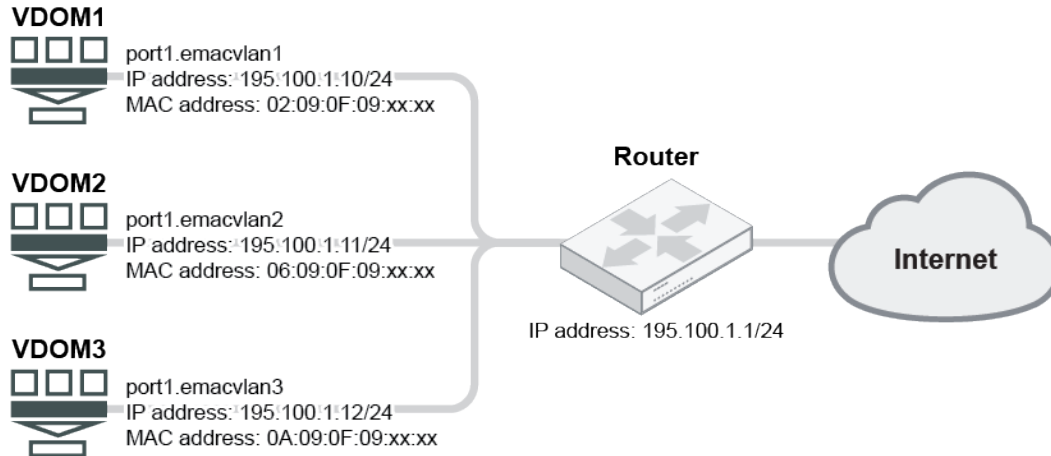 VDOM1
port1.emacvlan1
IP address: 195.100.1.10/24
MAC address: 02:09:0F:09:xx:xx
VDOM2
port1.emacvlan2
IP address: 195.100.1.11/24
MAC address: 06:09:0F:09:xx:xx
VDOM3
port1.emacvlan3
IP address: 195.100.1.12/24
MAC address: 0A:09:0F:09:xx:xx
Router
IP address: 195.100.1.1/24
Internet